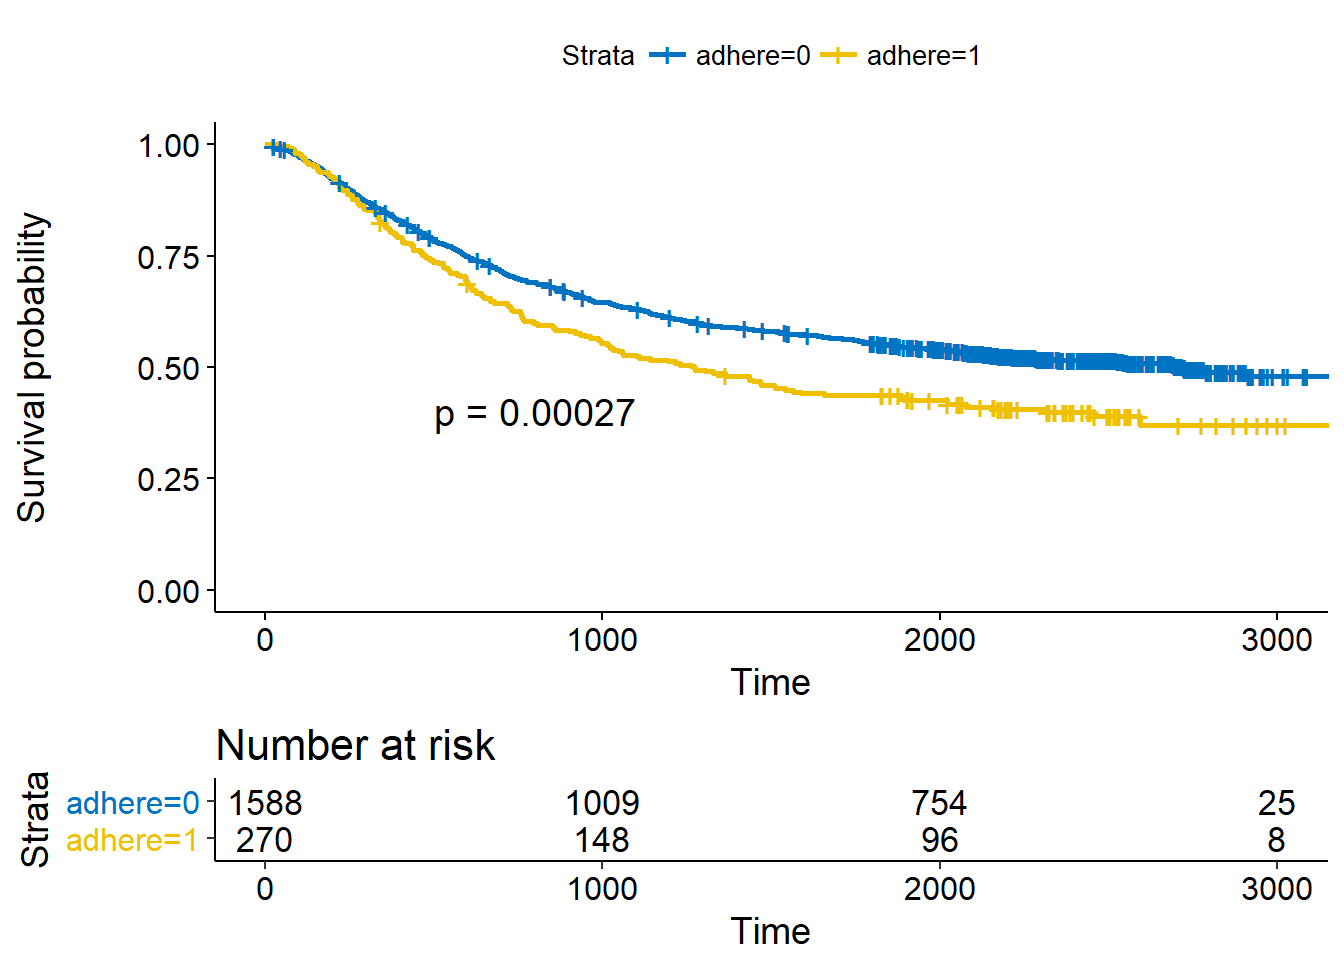 Strata adhere=0 adhere=1
1.00
0.75
0.50
0.25
0.00
Survival probability
p = 0.00027
0 1000 2000 3000
Time
Number at risk
Strata
adhere=0 1588 1009 754 25
adhere=1 270 148 96 8
0 1000 2000 3000
Time